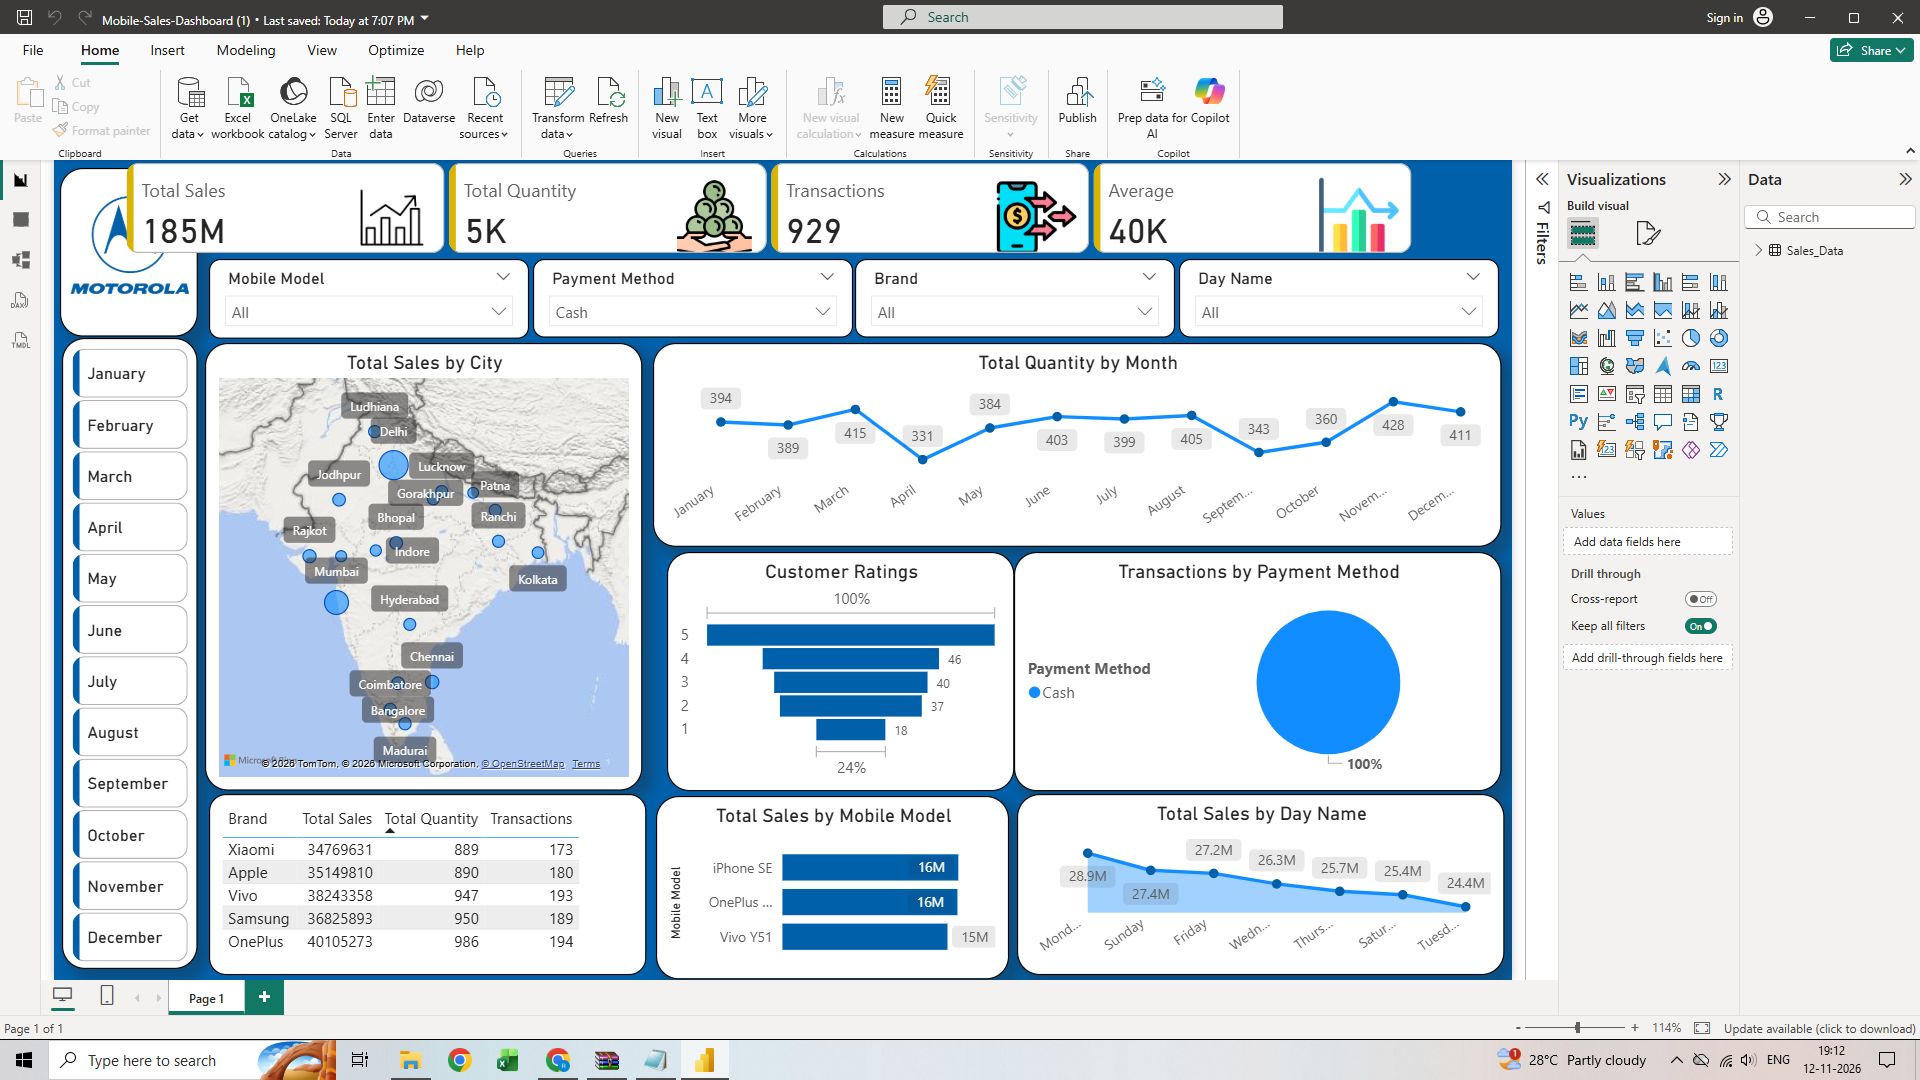 Mobile-Sales-Dashboard (1) • Last saved: Today at 7:07 PM
Search
Sign in
File Home Insert Modeling View Optimize Help
Share
Paste
Cut
Copy
Format painter
Clipboard
Get data
Excel workbook
OneLake catalog
SQL Server
Enter data
Dataverse
Recent sources
Data
Transform data
Refresh
Queries
New visual
Text box
More visuals
Insert
New visual calculation
New measure
Quick measure
Calculations
Sensitivity
Sensitivity
Publish
Share
Prep data for AI
Copilot
Copilot
DAX
TMDL
MOTOROLA
Total Sales
185M
Total Quantity
5K
Transactions
929
Average
40K
Mobile Model
All
Payment Method
Cash
Brand
All
Day Name
All
January
February
March
April
May
June
July
August
September
October
November
December
Total Sales by City
Ludhiana
Delhi
Lucknow
Jodhpur
Gorakhpur
Patna
Bhopal
Ranchi
Rajkot
Indore
Mumbai
Kolkata
Hyderabad
Chennai
Coimbatore
Bangalore
Madurai
© 2026 TomTom, © 2026 Microsoft Corporation, © OpenStreetMap Terms
Total Quantity by Month
394
389
415
331
384
403
399
405
343
360
428
411
January
February
March
April
May
June
July
August
Septem...
October
Novem...
Decem...
Customer Ratings
100%
5
4 46
3 40
2 37
1 18
24%
Transactions by Payment Method
Payment Method
Cash
100%
Brand Total Sales Total Quantity Transactions
Xiaomi 34769631 889 173
Apple 35149810 890 180
Vivo 38243358 947 193
Samsung 36825893 950 189
OnePlus 40105273 986 194
Total Sales by Mobile Model
Mobile Model
iPhone SE 16M
OnePlus ... 16M
Vivo Y51 15M
Total Sales by Day Name
28.9M
27.4M
27.2M
26.3M
25.7M
25.4M
24.4M
Mond...
Sunday
Friday
Wedn...
Thurs...
Satur...
Tuesd...
Filters
Visualizations
Build visual
R
Py
...
Values
Add data fields here
Drill through
Cross-report
Off
Keep all filters
On
Add drill-through fields here
Data
Search
Sales_Data
Page 1
Page 1 of 1
- + 114%
Update available (click to download)
Type here to search
28°C Partly cloudy
ENG
19:12
12-11-2026